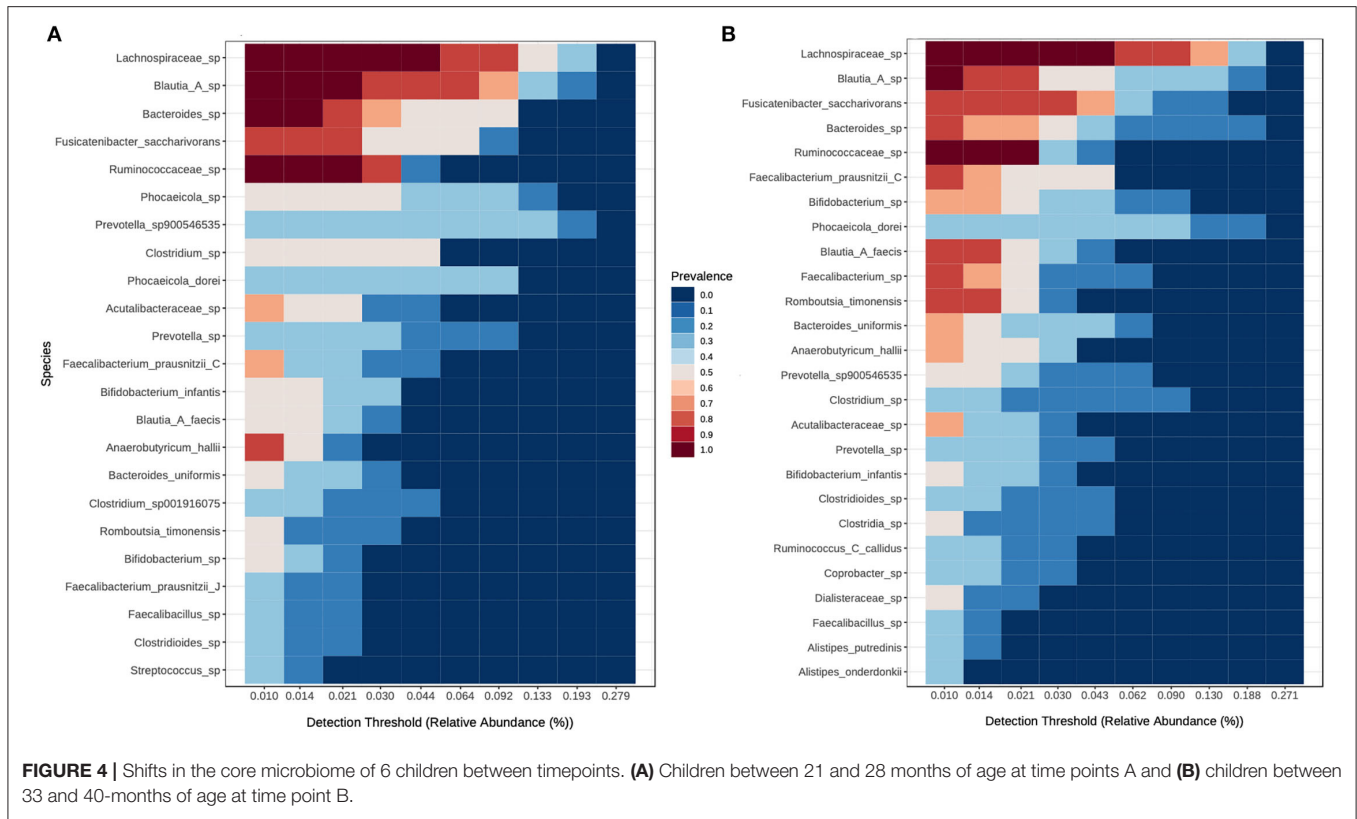 A
Species
Lachnospiraceae_sp
Blautia_A_sp
Bacteroides_sp
Fusicatenibacter_saccharivorans
Ruminococcaceae_sp
Phocaeicola_sp
Prevotella_sp900546535
Clostridium_sp
Phocaeicola_dorei
Acutalibacteraceae_sp
Prevotella_sp
Faecalibacterium_prausnitzii_C
Bifidobacterium_infantis
Blautia_A_faecis
Anaerobutyricum_hallii
Bacteroides_uniformis
Clostridium_sp001916075
Romboutsia_timonensis
Bifidobacterium_sp
Faecalibacterium_prausnitzii_J
Faecalibacillus_sp
Clostridioides_sp
Streptococcus_sp
0.010 0.014 0.021 0.030 0.044 0.064 0.092 0.133 0.193 0.279
Detection Threshold (Relative Abundance (%))
Prevalence
0.0
0.1
0.2
0.3
0.4
0.5
0.6
0.7
0.8
0.9
1.0
B
Lachnospiraceae_sp
Blautia_A_sp
Fusicatenibacter_saccharivorans
Bacteroides_sp
Ruminococcaceae_sp
Faecalibacterium_prausnitzii_C
Bifidobacterium_sp
Phocaeicola_dorei
Blautia_A_faecis
Faecalibacterium_sp
Romboutsia_timonensis
Bacteroides_uniformis
Anaerobutyricum_hallii
Prevotella_sp900546535
Clostridium_sp
Acutalibacteraceae_sp
Prevotella_sp
Bifidobacterium_infantis
Clostridioides_sp
Clostridia_sp
Ruminococcus_C_callidus
Coprobacter_sp
Dialisteraceae_sp
Faecalibacillus_sp
Alistipes_putredinis
Alistipes_onderdonkii
0.010 0.014 0.021 0.030 0.043 0.062 0.090 0.130 0.188 0.271
Detection Threshold (Relative Abundance (%))
FIGURE 4 | Shifts in the core microbiome of 6 children between timepoints. (A) Children between 21 and 28 months of age at time points A and (B) children between
33 and 40-months of age at time point B.